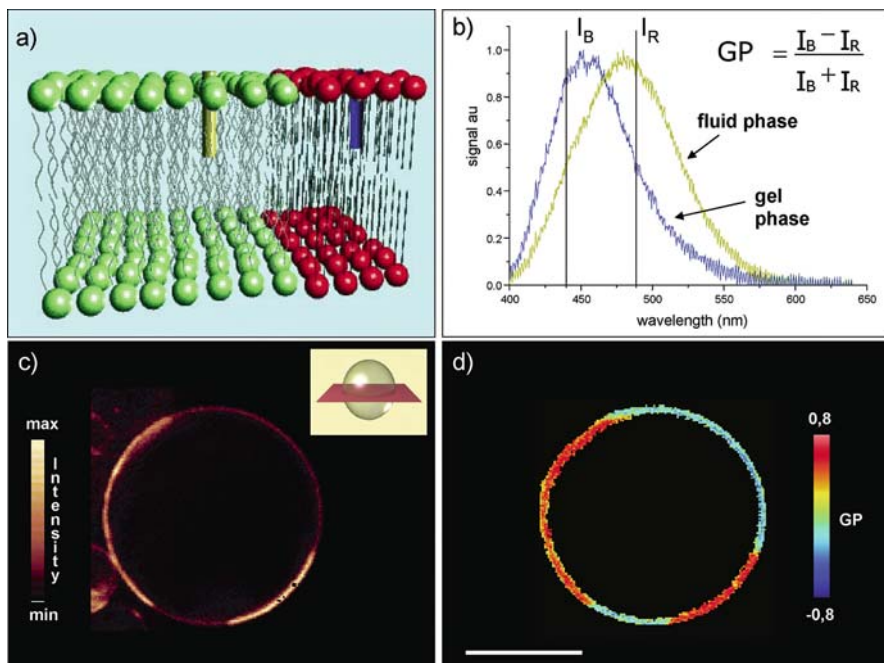 a)
b)
I_B I_R
GP = (I_B − I_R) / (I_B + I_R)
fluid phase
gel
phase
signal au
1.0
0.8
0.6
0.4
0.2
0.0
400 450 500 550 600 650
wavelength (nm)
c)
max
Intensity
min
d)
0,8
GP
-0,8